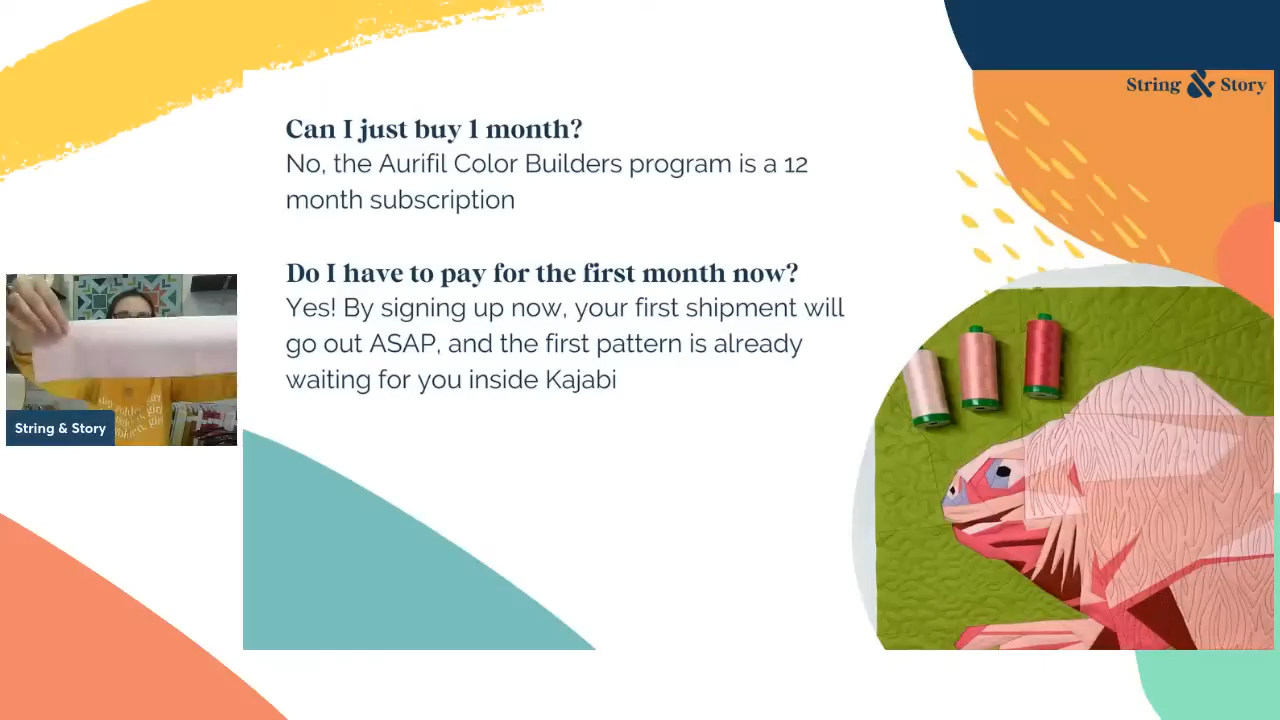 String & Story
Can I just buy 1 month?
No, the Aurifil Color Builders program is a 12
month subscription
Do I have to pay for the first month now?
Yes! By signing up now, your first shipment will
go out ASAP, and the first pattern is already
waiting for you inside Kajabi
String & Story